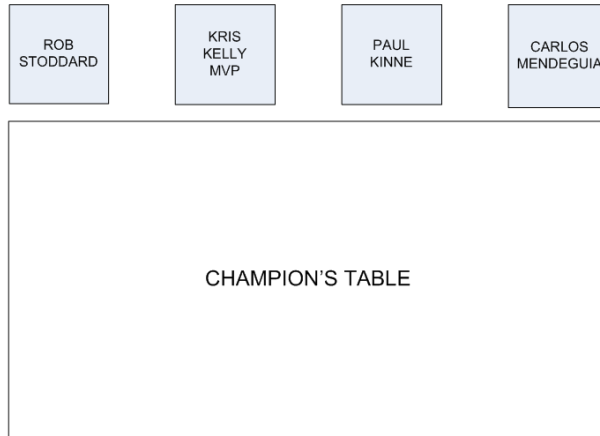 ROB
STODDARD
KRIS
KELLY
MVP
PAUL
KINNE
CARLOS
MENDEGUIA
CHAMPION'S TABLE